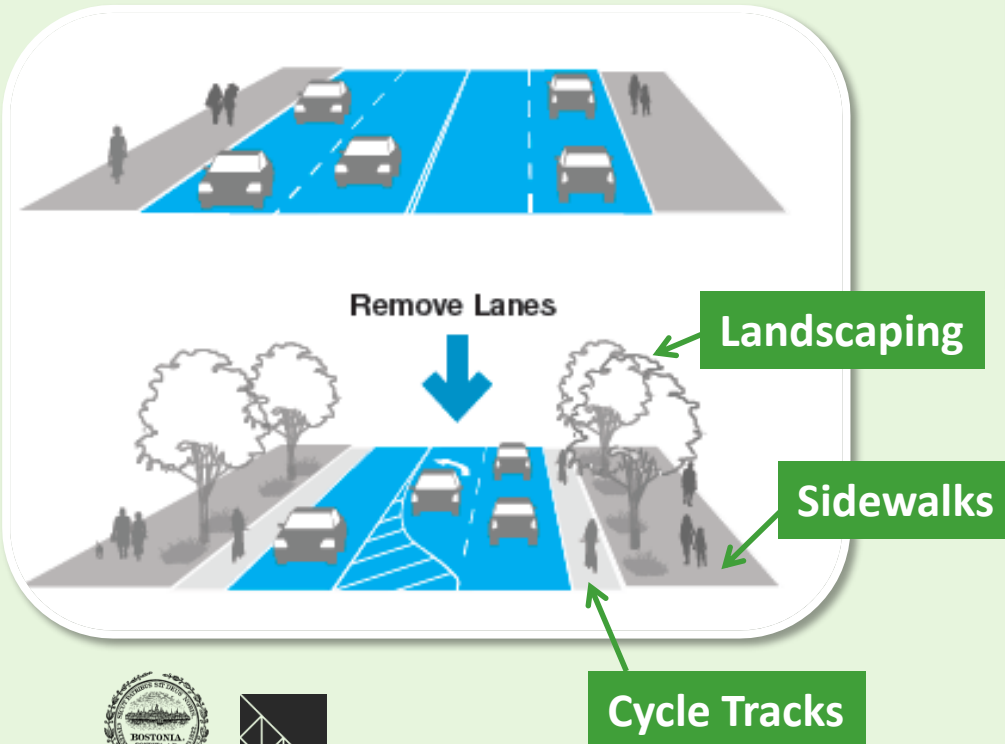 Remove Lanes
Landscaping
Sidewalks
Cycle Tracks
BOSTONIA.